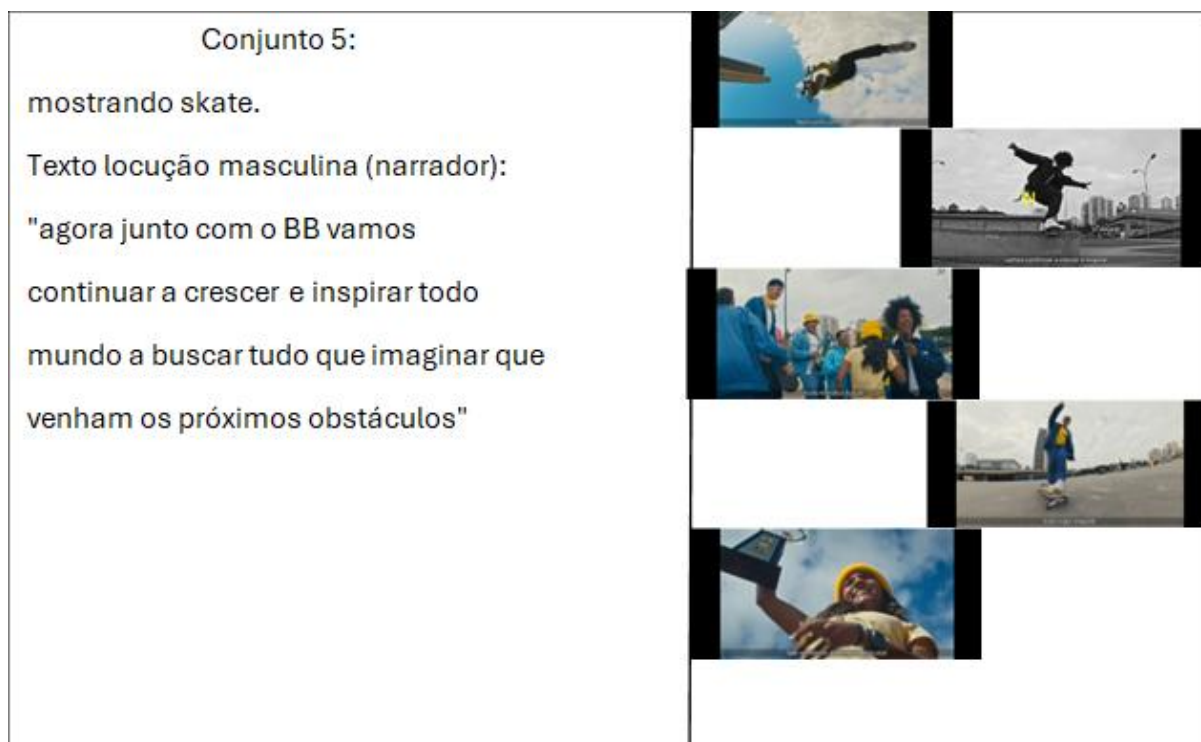 Conjunto 5:
mostrando skate.
Texto locução masculina (narrador):
"agora junto com o BB vamos
continuar a crescer e inspirar todo
mundo a buscar tudo que imaginar que
venham os próximos obstáculos"